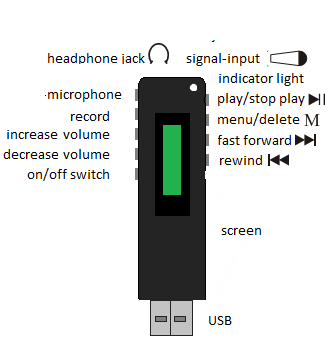 headphone jack
signal-input
indicator light
microphone
play/stop play
record
menu/delete M
increase volume
fast forward
decrease volume
rewind
on/off switch
screen
USB